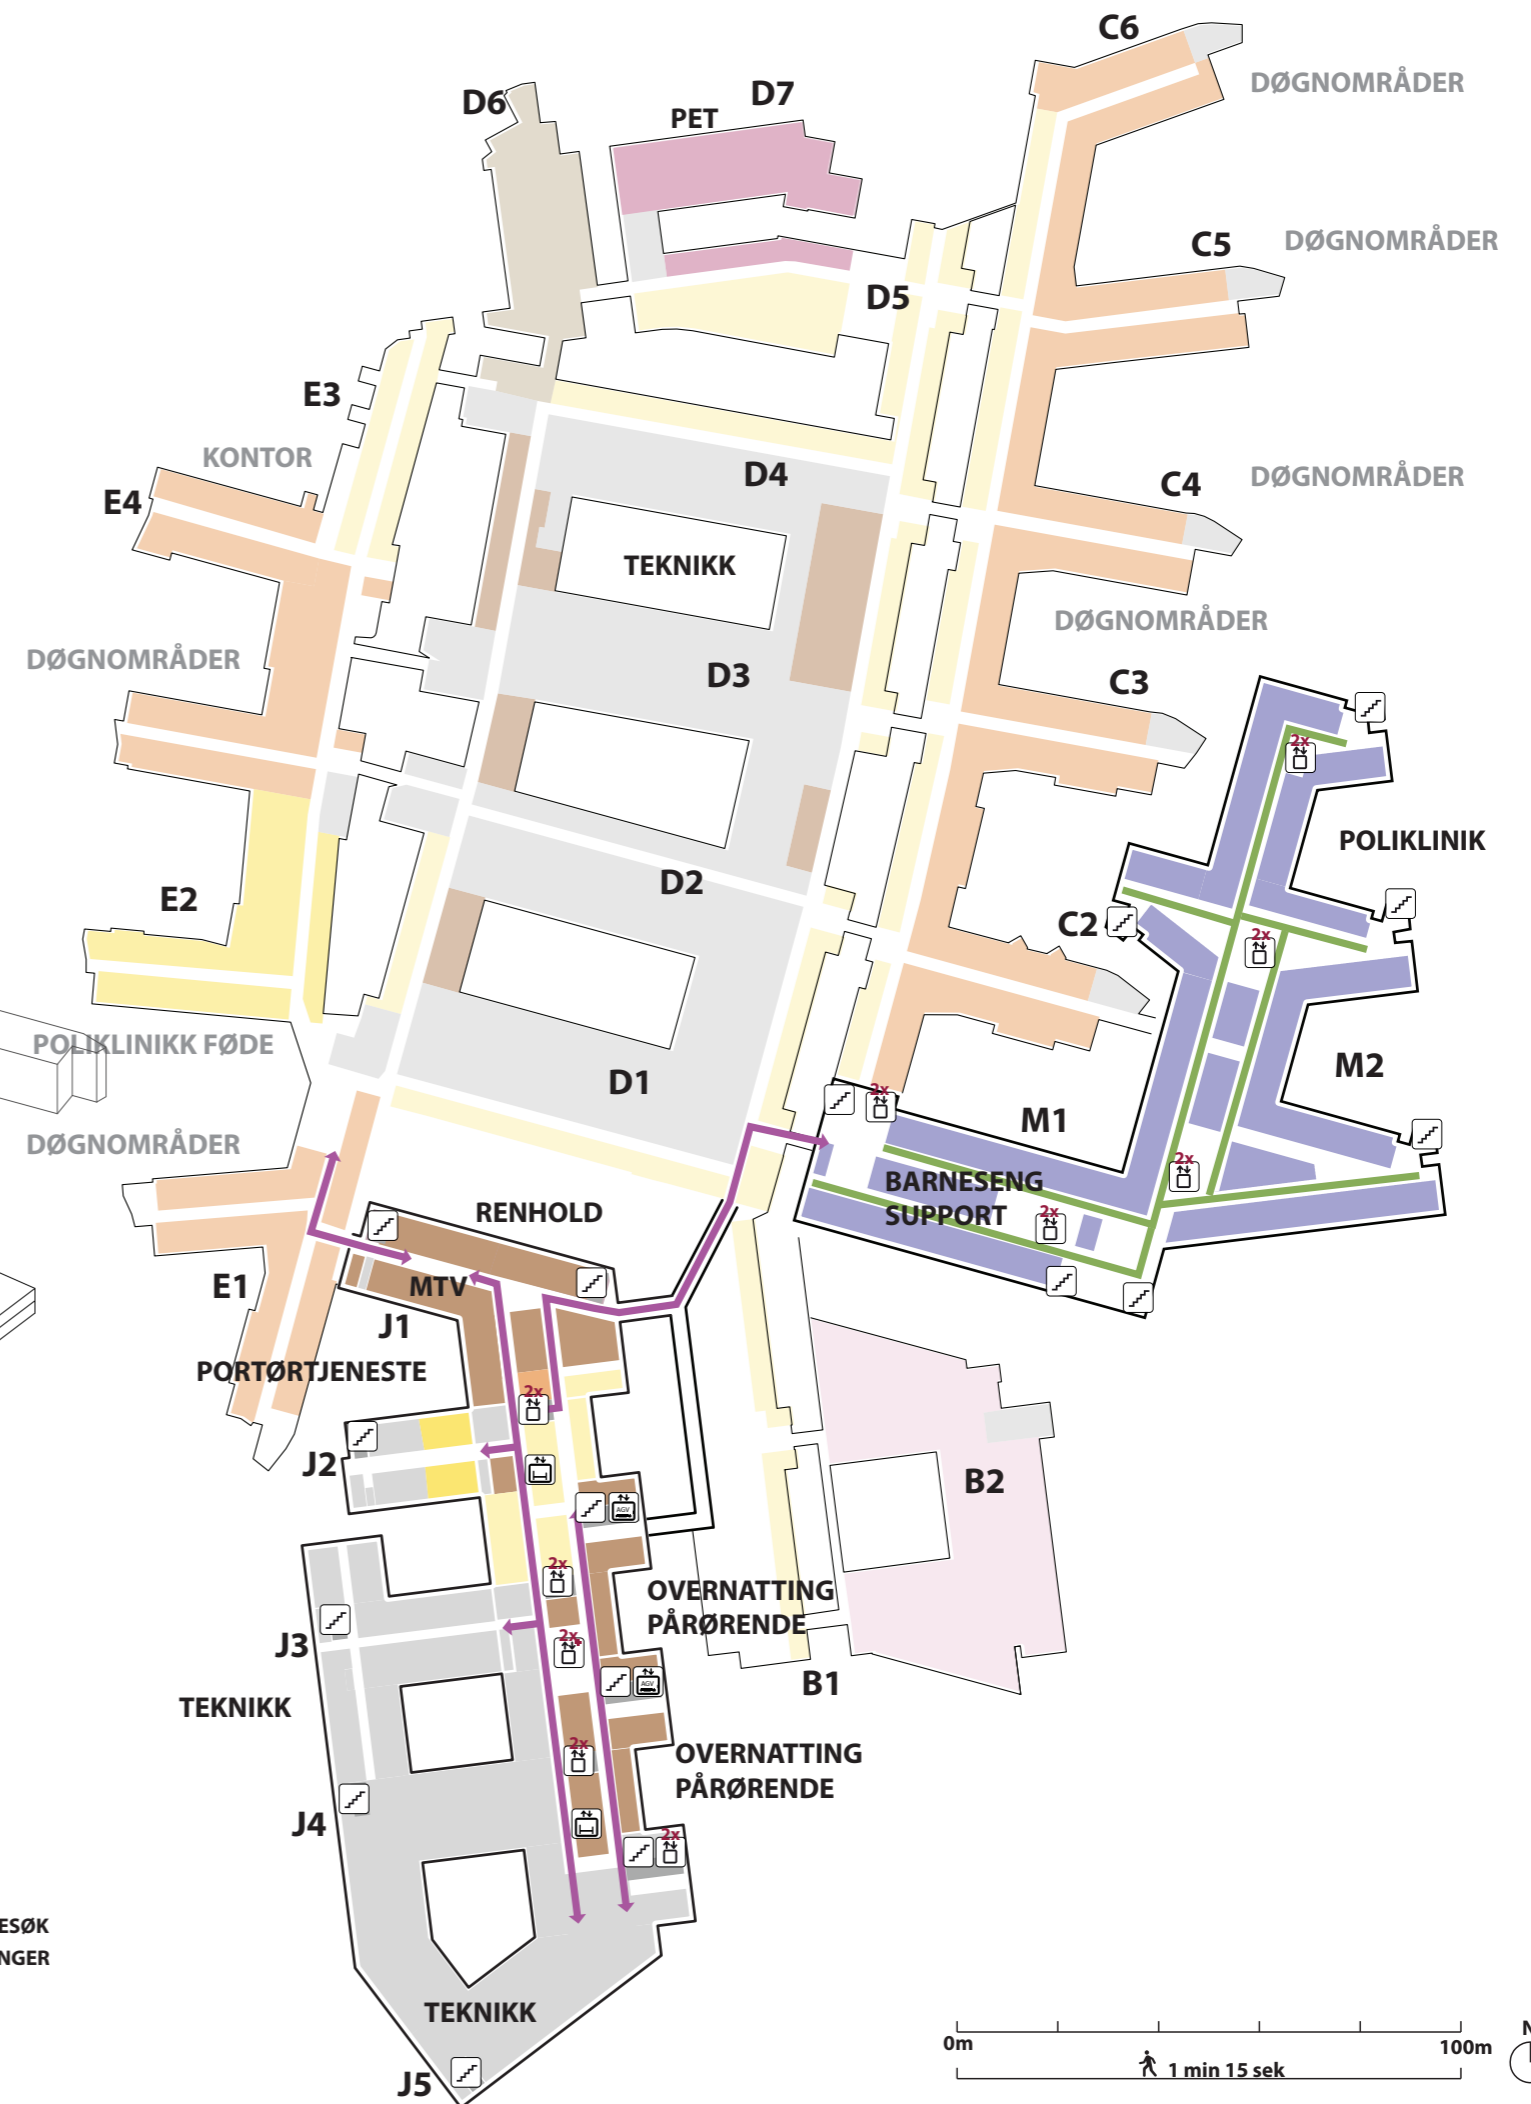 C6
DØGNOMRÅDER
D6
D7
PET
C5
DØGNOMRÅDER
D5
E3
KONTOR
D4
C4
DØGNOMRÅDER
E4
TEKNIKK
DØGNOMRÅDER
DØGNOMRÅDER
D3
C3
2x
POLIKLINIK
D2
E2
C2
2x
POLIKLINIKK FØDE
M2
D1
2x
M1
DØGNOMRÅDER
2x
BARNESENG
SUPPORT
2x
RENHOLD
E1
MTV
J1
PORTØRTJENESTE
2x
J2
B2
AGV
2x
OVERNATTING
PÅRØRENDE
J3
2x
B1
AGV
TEKNIKK
2x
OVERNATTING
PÅRØRENDE
J4
2x
ESØK
NGER
TEKNIKK
J5
0m
100m
1 min 15 sek
N